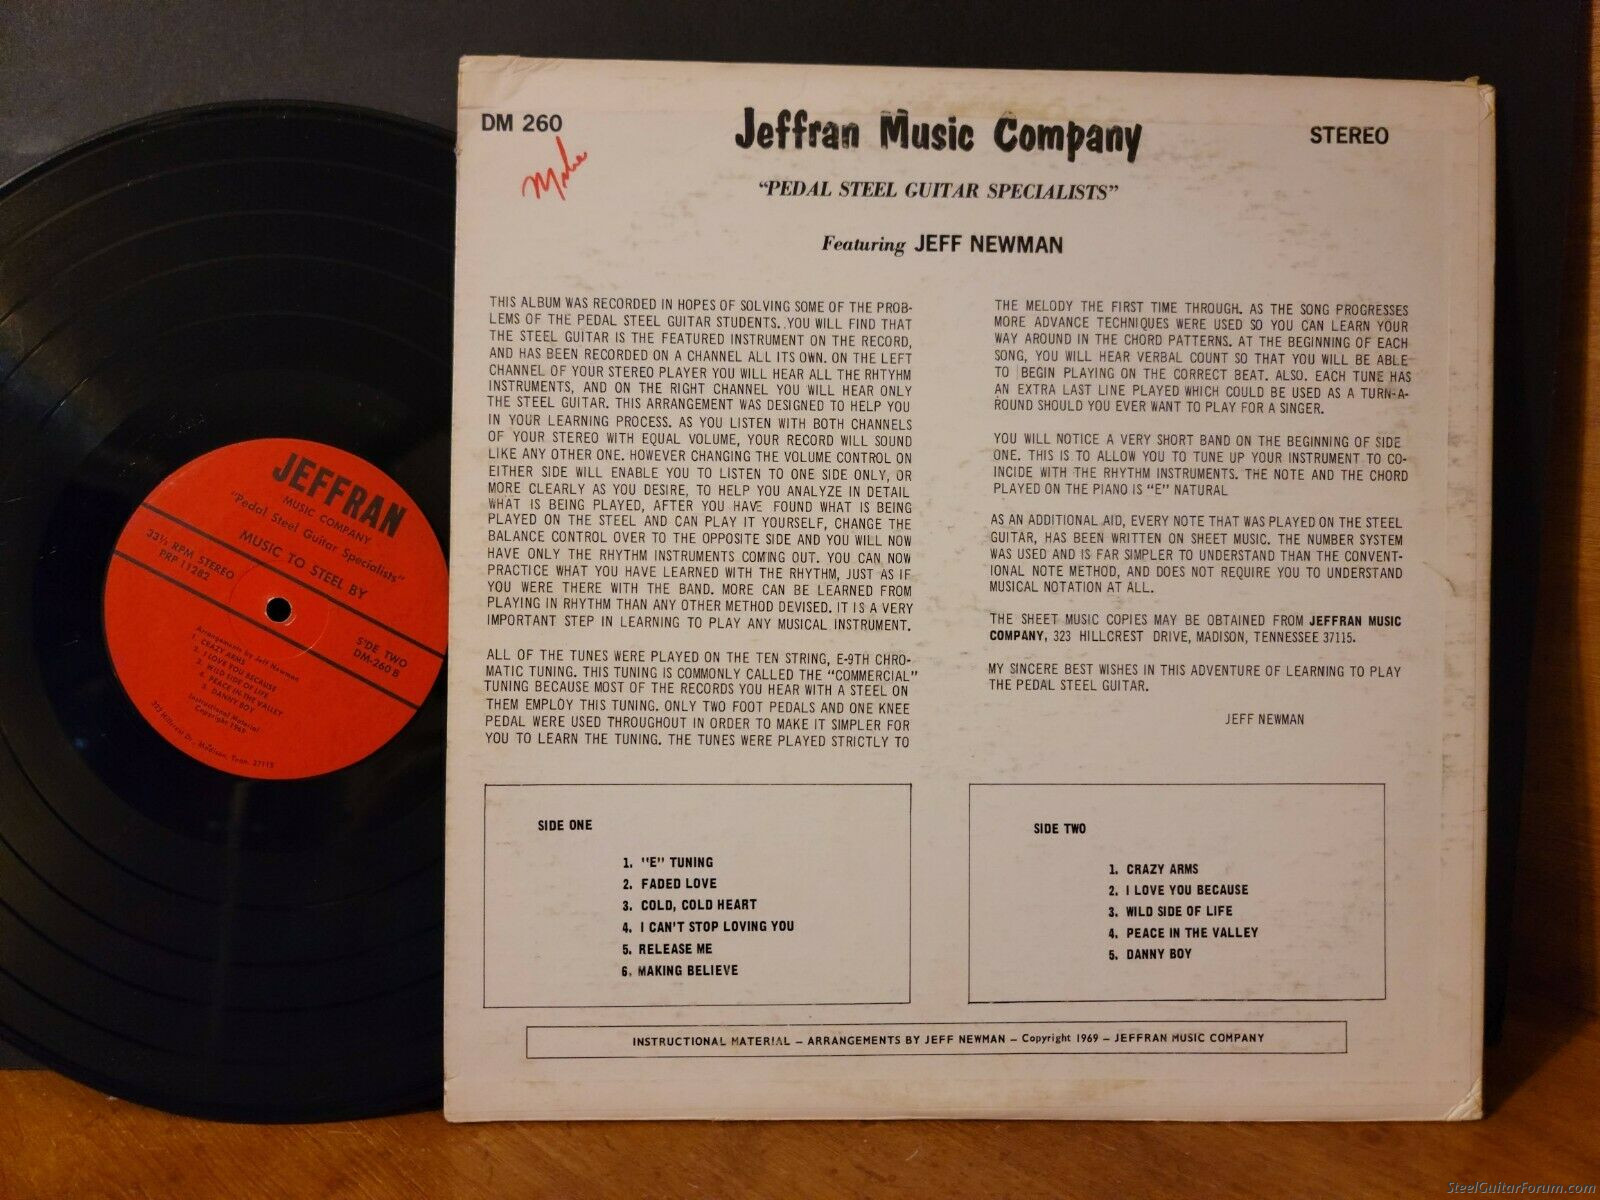 DM 260
Jeffran Music Company
STEREO
"PEDAL STEEL GUITAR SPECIALISTS"
Featuring JEFF NEWMAN
THIS ALBUM WAS RECORDED IN HOPES OF SOLVING SOME OF THE PROB-
LEMS OF THE PEDAL STEEL GUITAR STUDENTS. YOU WILL FIND THAT
THE STEEL GUITAR IS THE FEATURED INSTRUMENT ON THE RECORD,
AND HAS BEEN RECORDED ON A CHANNEL ALL ITS OWN. ON THE LEFT
CHANNEL OF YOUR STEREO PLAYER YOU WILL HEAR ALL THE RHTYHM
INSTRUMENTS, AND ON THE RIGHT CHANNEL YOU WILL HEAR ONLY
THE STEEL GUITAR. THIS ARRANGEMENT WAS DESIGNED TO HELP YOU
IN YOUR LEARNING PROCESS. AS YOU LISTEN WITH BOTH CHANNELS
OF YOUR STEREO WITH EQUAL VOLUME, YOUR RECORD WILL SOUND
LIKE ANY OTHER ONE. HOWEVER CHANGING THE VOLUME CONTROL ON
EITHER SIDE WILL ENABLE YOU TO LISTEN TO ONE SIDE ONLY, OR
MORE CLEARLY AS YOU DESIRE, TO HELP YOU ANALYZE IN DETAIL
WHAT IS BEING PLAYED, AFTER YOU HAVE FOUND WHAT IS BEING
PLAYED ON THE STEEL AND CAN PLAY IT YOURSELF, CHANGE THE
BALANCE CONTROL OVER TO THE OPPOSITE SIDE AND YOU WILL NOW
HAVE ONLY THE RHYTHM INSTRUMENTS COMING OUT. YOU CAN NOW
PRACTICE WHAT YOU HAVE LEARNED WITH THE RHYTHM, JUST AS IF
YOU WERE THERE WITH THE BAND. MORE CAN BE LEARNED FROM
PLAYING IN RHYTHM THAN ANY OTHER METHOD DEVISED. IT IS A VERY
IMPORTANT STEP IN LEARNING TO PLAY ANY MUSICAL INSTRUMENT.
ALL OF THE TUNES WERE PLAYED ON THE TEN STRING, E-9TH CHRO-
MATIC TUNING. THIS TUNING IS COMMONLY CALLED THE "COMMERCIAL"
TUNING BECAUSE MOST OF THE RECORDS YOU HEAR WITH A STEEL ON
THEM EMPLOY THIS TUNING. ONLY TWO FOOT PEDALS AND ONE KNEE
PEDAL WERE USED THROUGHOUT IN ORDER TO MAKE IT SIMPLER FOR
YOU TO LEARN THE TUNING. THE TUNES WERE PLAYED STRICTLY TO
THE MELODY THE FIRST TIME THROUGH. AS THE SONG PROGRESSES
MORE ADVANCE TECHNIQUES WERE USED SO YOU CAN LEARN YOUR
WAY AROUND IN THE CHORD PATTERNS. AT THE BEGINNING OF EACH
SONG, YOU WILL HEAR VERBAL COUNT SO THAT YOU WILL BE ABLE
TO BEGIN PLAYING ON THE CORRECT BEAT. ALSO. EACH TUNE HAS
AN EXTRA LAST LINE PLAYED WHICH COULD BE USED AS A TURN-A-
ROUND SHOULD YOU EVER WANT TO PLAY FOR A SINGER.
YOU WILL NOTICE A VERY SHORT BAND ON THE BEGINNING OF SIDE
ONE. THIS IS TO ALLOW YOU TO TUNE UP YOUR INSTRUMENT TO CO-
INCIDE WITH THE RHYTHM INSTRUMENTS. THE NOTE AND THE CHORD
PLAYED ON THE PIANO IS "E" NATURAL
AS AN ADDITIONAL AID, EVERY NOTE THAT WAS PLAYED ON THE STEEL
GUITAR, HAS BEEN WRITTEN ON SHEET MUSIC. THE NUMBER SYSTEM
WAS USED AND IS FAR SIMPLER TO UNDERSTAND THAN THE CONVENT-
IONAL NOTE METHOD, AND DOES NOT REQUIRE YOU TO UNDERSTAND
MUSICAL NOTATION AT ALL.
THE SHEET MUSIC COPIES MAY BE OBTAINED FROM JEFFRAN MUSIC
COMPANY, 323 HILLCREST DRIVE, MADISON, TENNESSEE 37115.
MY SINCERE BEST WISHES IN THIS ADVENTURE OF LEARNING TO PLAY
THE PEDAL STEEL GUITAR.
JEFF NEWMAN
SIDE ONE
1. "E" TUNING
2. FADED LOVE
3. COLD, COLD HEART
4. I CAN'T STOP LOVING YOU
5. RELEASE ME
6. MAKING BELIEVE
SIDE TWO
1. CRAZY ARMS
2. I LOVE YOU BECAUSE
3. WILD SIDE OF LIFE
4. PEACE IN THE VALLEY
5. DANNY BOY
INSTRUCTIONAL MATERIAL – ARRANGEMENTS BY JEFF NEWMAN – Copyright 1969 – JEFFRAN MUSIC COMPANY
JEFFRAN
MUSIC COMPANY
"Pedal Steel Guitar Specialists"
MUSIC TO STEEL BY
33⅓ RPM STEREO
PRP 11282
SIDE TWO
DM-260 B
Arrangements by Jeff Newman
1. CRAZY ARMS
2. I LOVE YOU BECAUSE
3. WILD SIDE OF LIFE
4. PEACE IN THE VALLEY
5. DANNY BOY
Instructional Material
Copyright 1969
323 Hillcrest Dr., Madison, Tenn. 37115
SteelGuitarForum.com